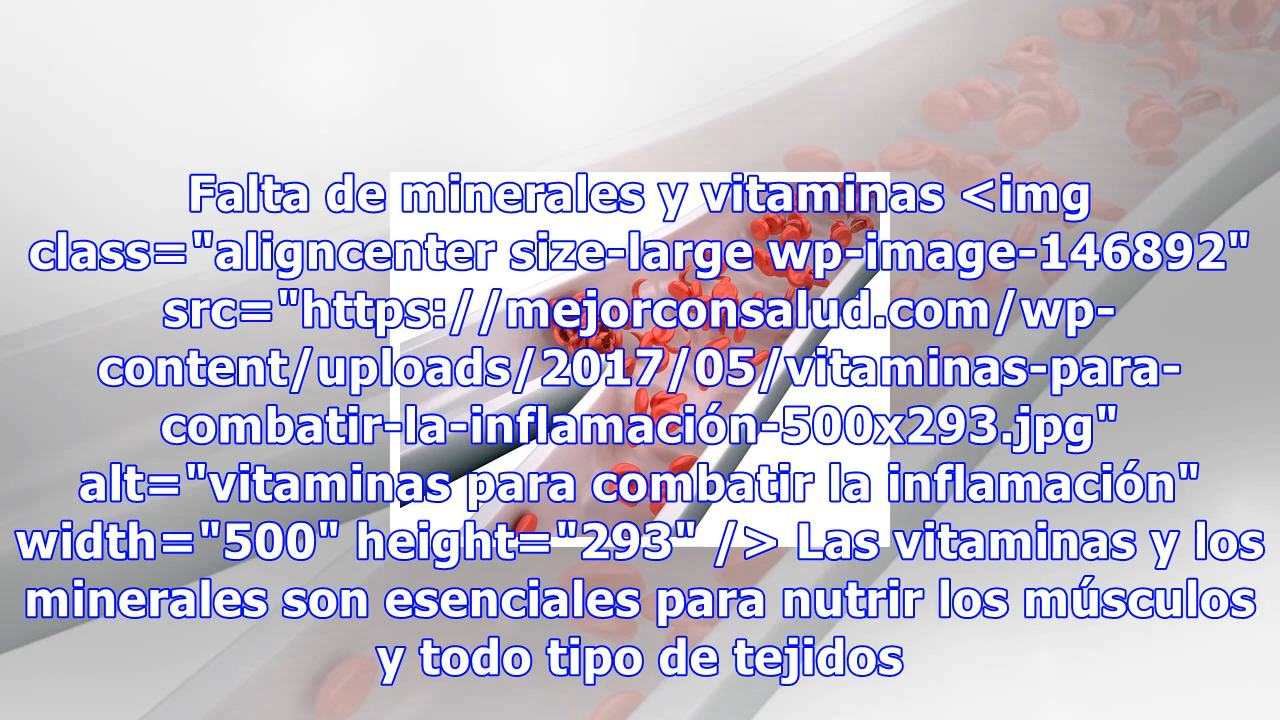 Falta de minerales y vitaminas <img
class="aligncenter size-large wp-image-146892"
src="https://mejorconsalud.com/wp-
content/uploads/2017/05/vitaminas-para-
combatir-la-inflamación-500x293.jpg"
alt="vitaminas para combatir la inflamación"
width="500" height="293" /> Las vitaminas y los
minerales son esenciales para nutrir los músculos
y todo tipo de tejidos